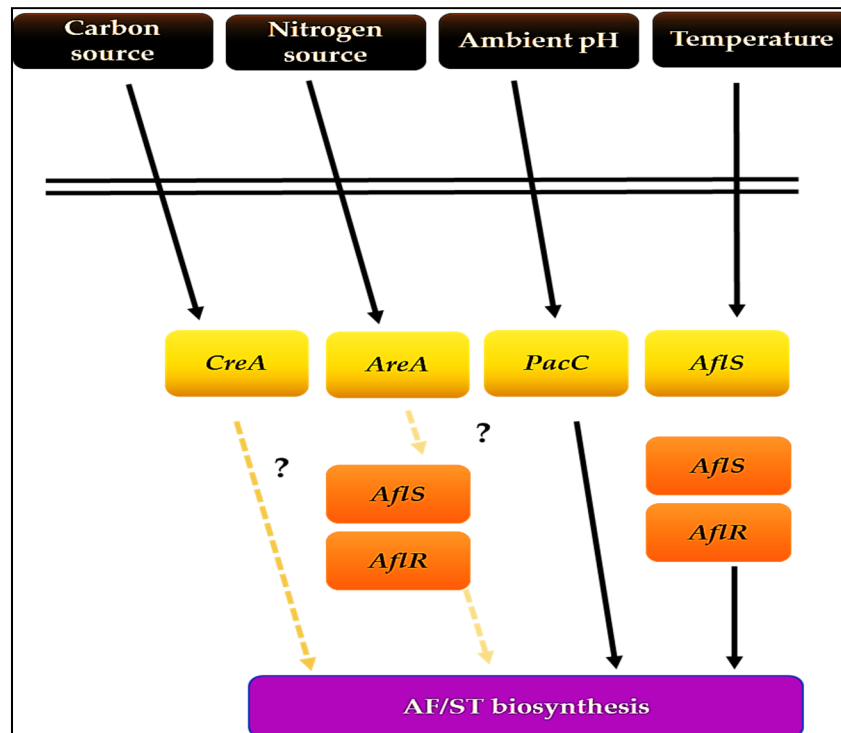 Carbon
source
Nitrogen
source
Ambient pH
Temperature
CreA
AreA
PacC
AflS
?
?
AflS
AflR
AflS
AflR
AF/ST biosynthesis